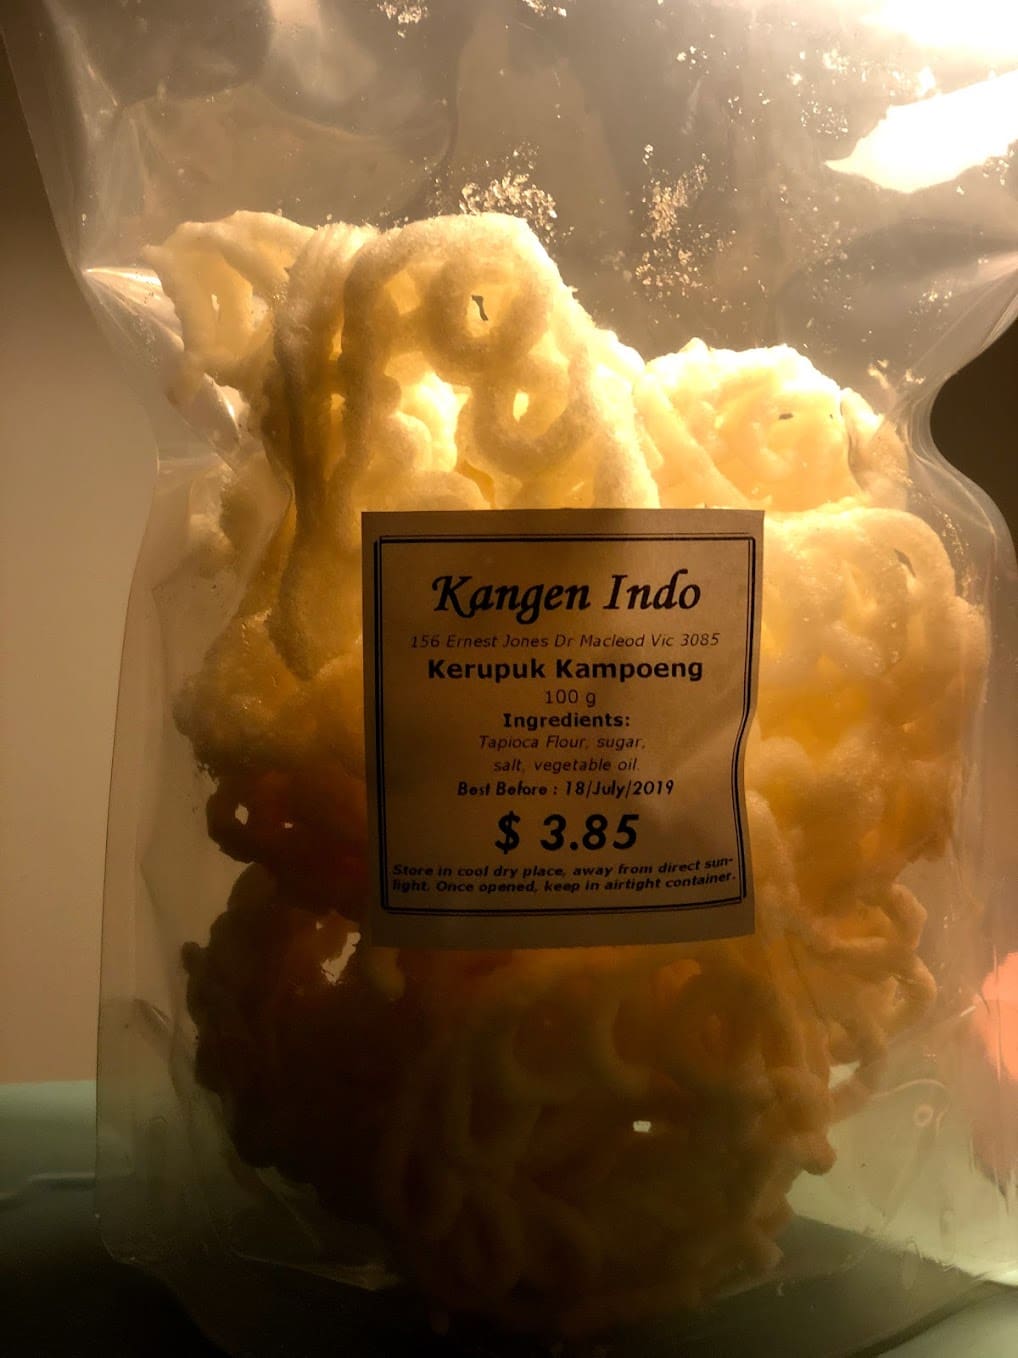 Kangen Indo
156 Ernest Jones Dr Macleod Vic 3085
Kerupuk Kampoeng
100 g
Ingredients:
Tapioca Flour, sugar,
salt, vegetable oil.
Best Before : 18/July/2019
$ 3.85
Store in cool dry place, away from direct sun-
light. Once opened, keep in airtight container.